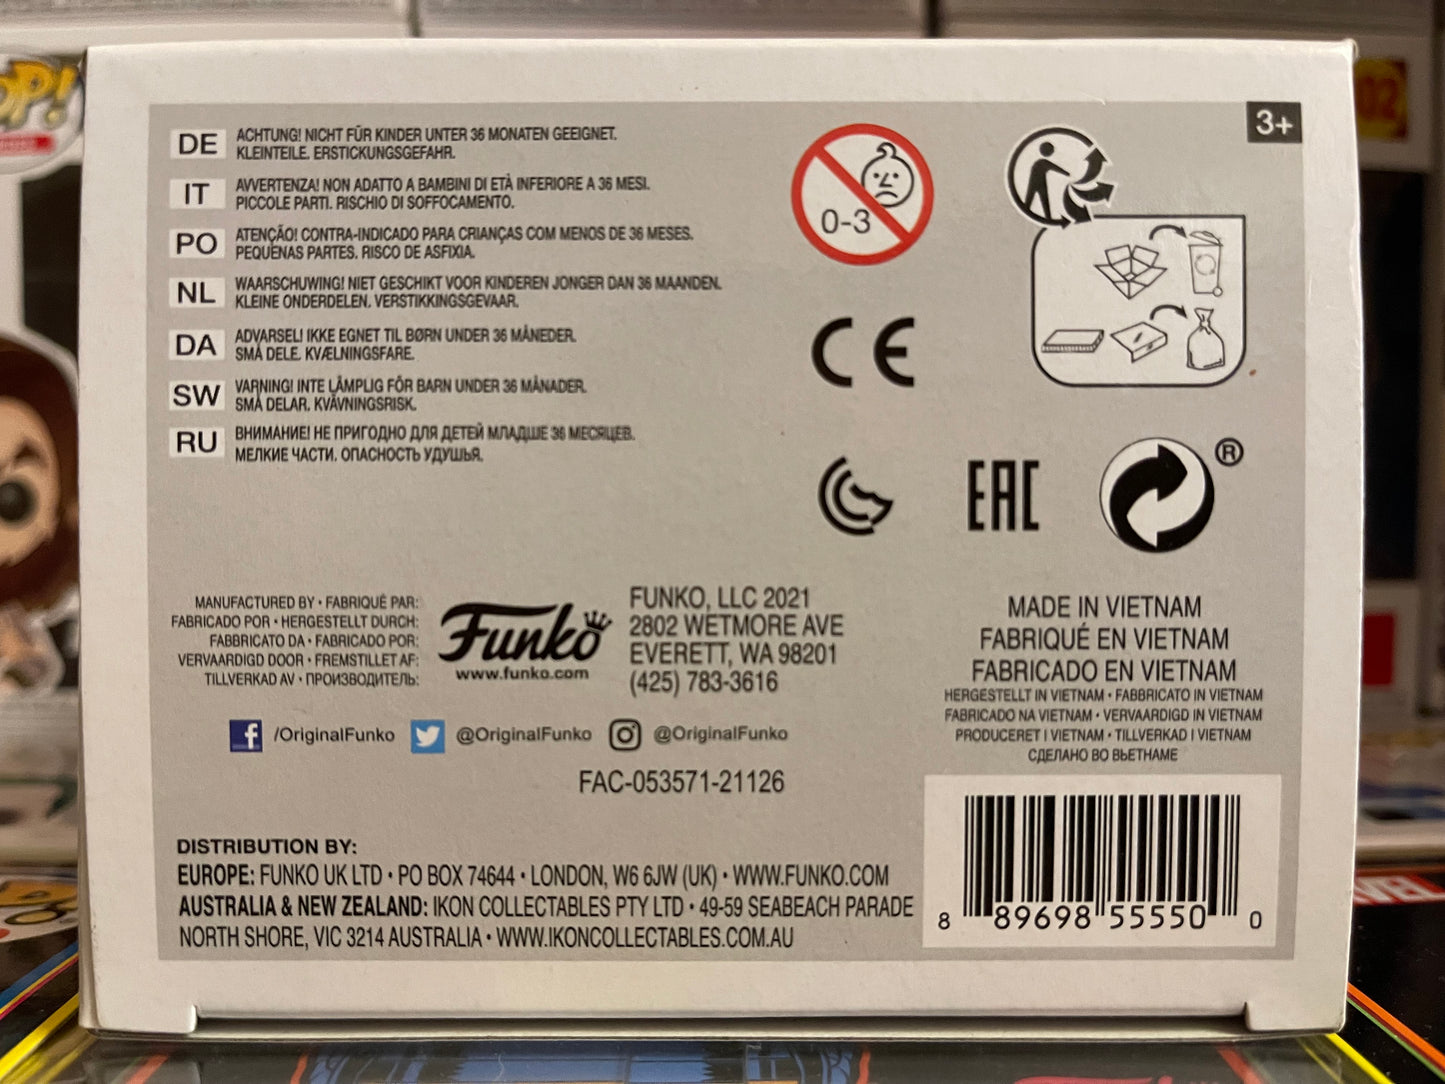 OP!
02
3+
DE
ACHTUNG! NICHT FÜR KINDER UNTER 36 MONATEN GEEIGNET.
KLEINTEILE. ERSTICKUNGSGEFAHR.
IT
AVVERTENZA! NON ADATTO A BAMBINI DI ETÀ INFERIORE A 36 MESI.
PICCOLE PARTI. RISCHIO DI SOFFOCAMENTO.
PO
ATENÇÃO! CONTRA-INDICADO PARA CRIANÇAS COM MENOS DE 36 MESES.
PEQUENAS PARTES. RISCO DE ASFIXIA.
NL
WAARSCHUWING! NIET GESCHIKT VOOR KINDEREN JONGER DAN 36 MAANDEN.
KLEINE ONDERDELEN. VERSTIKKINGSGEVAAR.
DA
ADVARSEL! IKKE EGNET TIL BØRN UNDER 36 MÅNEDER.
SMÅ DELE. KVÆLNINGSFARE.
SW
VARNING! INTE LÄMPLIG FÖR BARN UNDER 36 MÅNADER.
SMÅ DELAR. KVÄVNINGSRISK.
RU
ВНИМАНИЕ! НЕ ПРИГОДНО ДЛЯ ДЕТЕЙ МЛАДШЕ 36 МЕСЯЦЕВ.
МЕЛКИЕ ЧАСТИ. ОПАСНОСТЬ УДУШЬЯ.
0-3
CE
EAC
®
MANUFACTURED BY • FABRIQUÉ PAR:
FABRICADO POR • HERGESTELLT DURCH:
FABBRICATO DA • FABRICADO POR:
VERVAARDIGD DOOR • FREMSTILLET AF:
TILLVERKAD AV • ПРОИЗВОДИТЕЛЬ:
Funko
www.funko.com
FUNKO, LLC 2021
2802 WETMORE AVE
EVERETT, WA 98201
(425) 783-3616
MADE IN VIETNAM
FABRIQUÉ EN VIETNAM
FABRICADO EN VIETNAM
HERGESTELLT IN VIETNAM • FABBRICATO IN VIETNAM
FABRICADO NA VIETNAM • VERVAARDIGD IN VIETNAM
PRODUCERET I VIETNAM • TILLVERKAD I VIETNAM
СДЕЛАНО ВО ВЬЕТНАМЕ
f /OriginalFunko @OriginalFunko @OriginalFunko
FAC-053571-21126
DISTRIBUTION BY:
EUROPE: FUNKO UK LTD • PO BOX 74644 • LONDON, W6 6JW (UK) • WWW.FUNKO.COM
AUSTRALIA & NEW ZEALAND: IKON COLLECTABLES PTY LTD • 49-59 SEABEACH PARADE
NORTH SHORE, VIC 3214 AUSTRALIA • WWW.IKONCOLLECTABLES.COM.AU
8 89698 55550 0